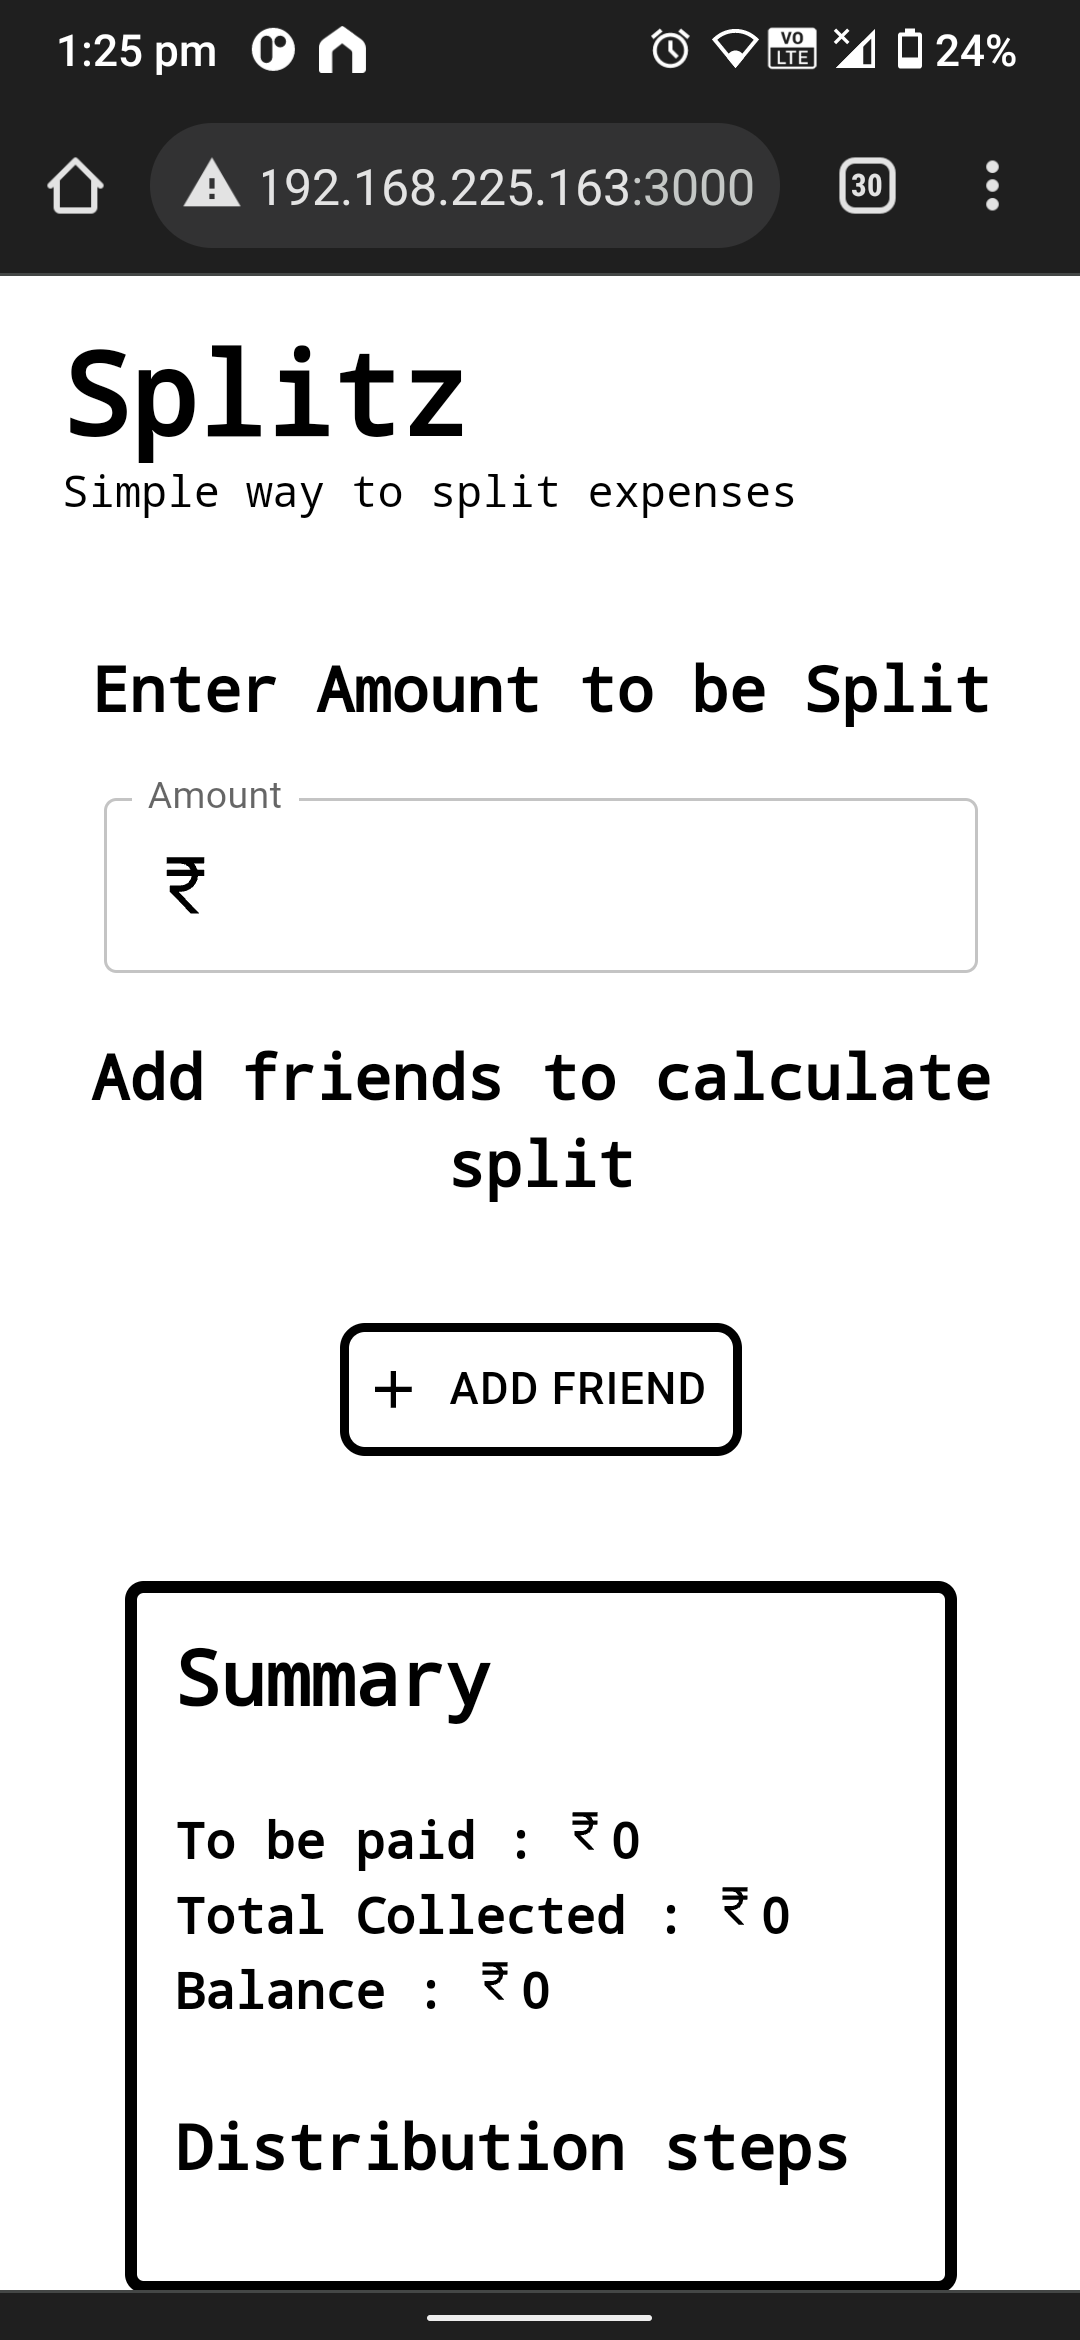 1:25 pm VO LTE 24%
192.168.225.163:3000 30
Splitz
Simple way to split expenses
Enter Amount to be Split
Amount
₹
Add friends to calculate
split
+ ADD FRIEND
Summary
To be paid : ₹0
Total Collected : ₹0
Balance : ₹0
Distribution steps